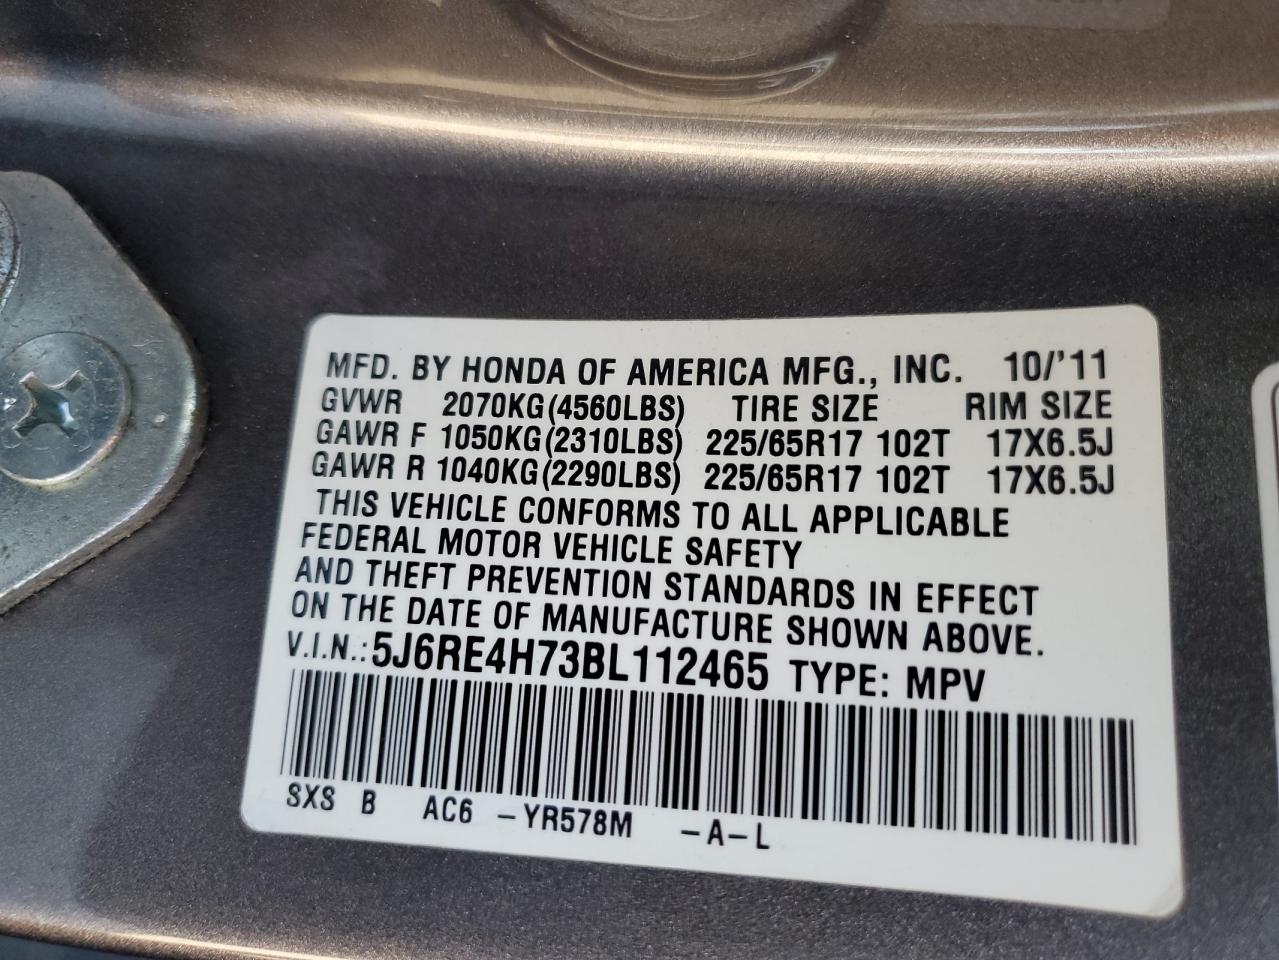 MFD. BY HONDA OF AMERICA MFG., INC. 10/'11
GVWR 2070KG(4560LBS) TIRE SIZE RIM SIZE
GAWR F 1050KG(2310LBS) 225/65R17 102T 17X6.5J
GAWR R 1040KG(2290LBS) 225/65R17 102T 17X6.5J
THIS VEHICLE CONFORMS TO ALL APPLICABLE
FEDERAL MOTOR VEHICLE SAFETY
AND THEFT PREVENTION STANDARDS IN EFFECT
ON THE DATE OF MANUFACTURE SHOWN ABOVE.
V.I.N.: 5J6RE4H73BL112465 TYPE: MPV
SXS B AC6 -YR578M -A-L